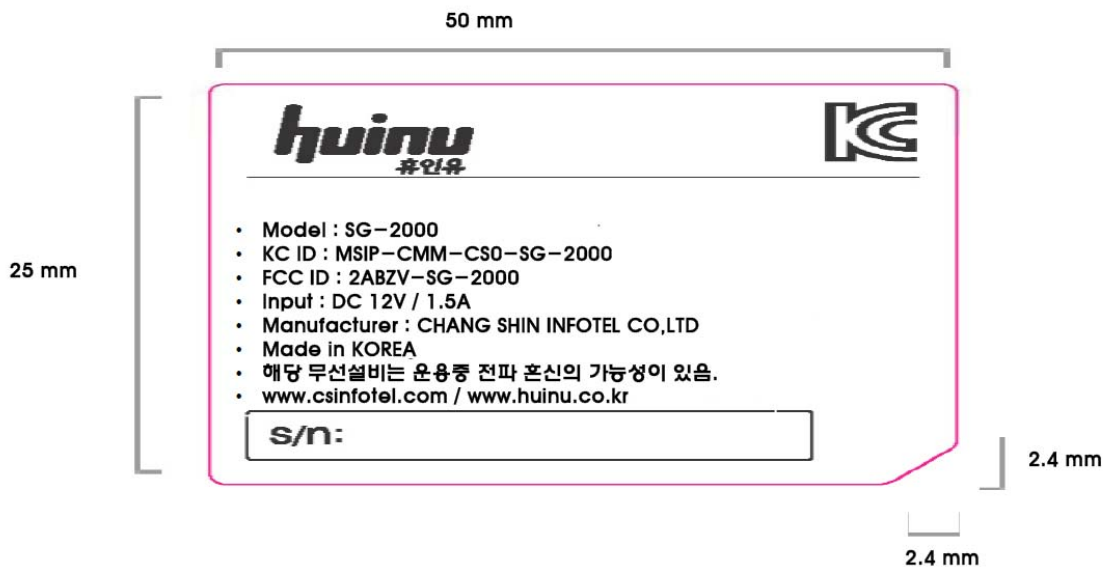 50 mm
huinu
휴인유
KC
25 mm
• Model : SG-2000
• KC ID : MSIP-CMM-CS0-SG-2000
• FCC ID : 2ABZV-SG-2000
• Input : DC 12V / 1.5A
• Manufacturer : CHANG SHIN INFOTEL CO,LTD
• Made in KOREA
• 해당 무선설비는 운용중 전파 혼신의 가능성이 있음.
• www.csinfotel.com / www.huinu.co.kr
s/n:
2.4 mm
2.4 mm